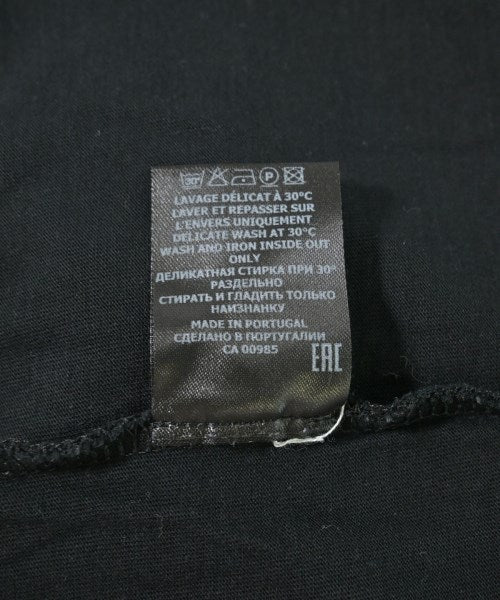 30°
P
LAVAGE DÉLICAT À 30°C
LAVER ET REPASSER SUR
L'ENVERS UNIQUEMENT
DELICATE WASH AT 30°C
WASH AND IRON INSIDE OUT
ONLY
ДЕЛИКАТНАЯ СТИРКА ПРИ 30°
РАЗДЕЛЬНО
СТИРАТЬ И ГЛАДИТЬ ТОЛЬКО
НАИЗНАНКУ
MADE IN PORTUGAL
СДЕЛАНО В ПОРТУГАЛИИ
CA 00985
EAC